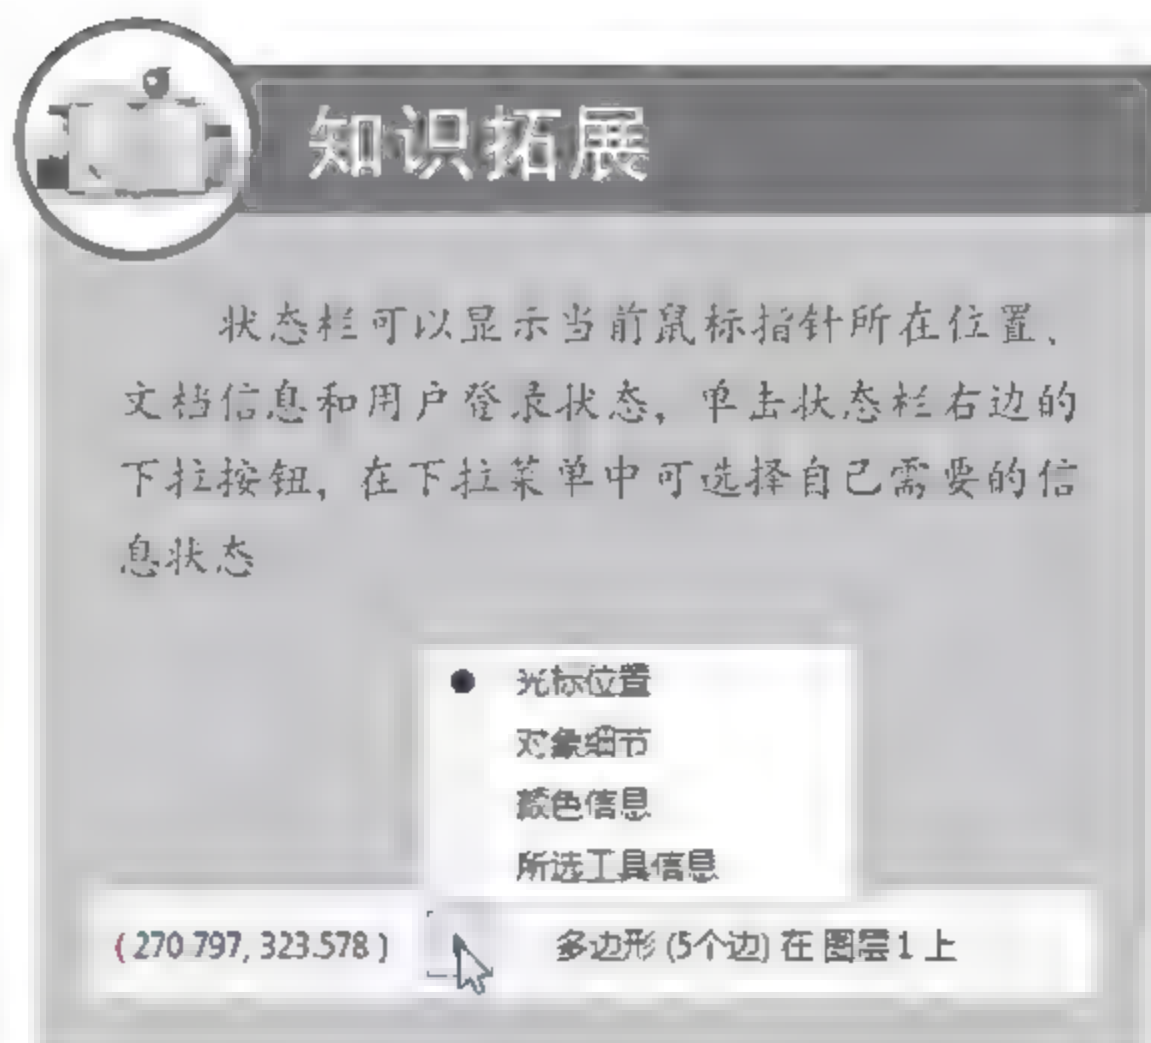 知识拓展
状态栏可以显示当前鼠标指针所在位置、
文档信息和用户登录状态，单击状态栏右边的
下拉按钮，在下拉菜单中可选择自己需要的信
息状态
光标位置
对象细节
颜色信息
所选工具信息
( 270.797, 323.578 ) 多边形 (5个边) 在 图层 1 上